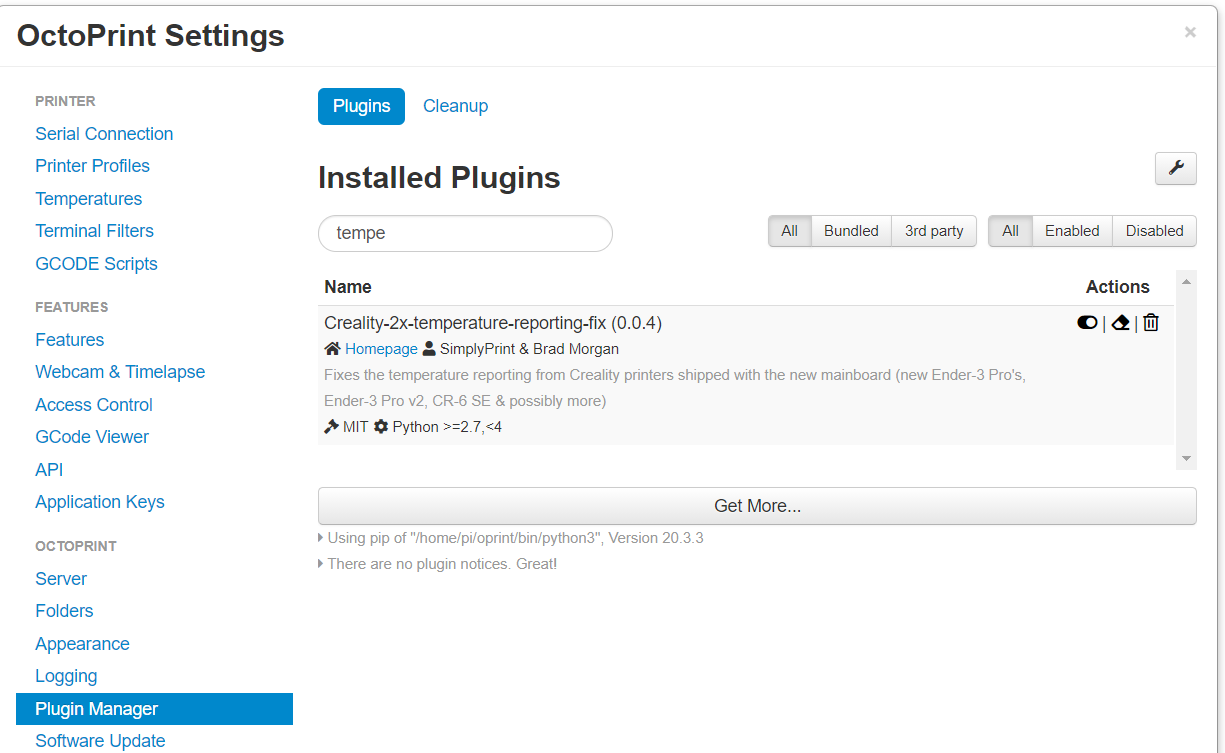 OctoPrint Settings
×
PRINTER
Serial Connection
Printer Profiles
Temperatures
Terminal Filters
GCODE Scripts
FEATURES
Features
Webcam & Timelapse
Access Control
GCode Viewer
API
Application Keys
OCTOPRINT
Server
Folders
Appearance
Logging
Plugin Manager
Software Update
Plugins Cleanup
Installed Plugins
tempe
All Bundled 3rd party All Enabled Disabled
Name Actions
Creality-2x-temperature-reporting-fix (0.0.4) | |
Homepage SimplyPrint & Brad Morgan
Fixes the temperature reporting from Creality printers shipped with the new mainboard (new Ender-3 Pro's,
Ender-3 Pro v2, CR-6 SE & possibly more)
MIT Python >=2.7,<4
Get More...
Using pip of "/home/pi/oprint/bin/python3", Version 20.3.3
There are no plugin notices. Great!